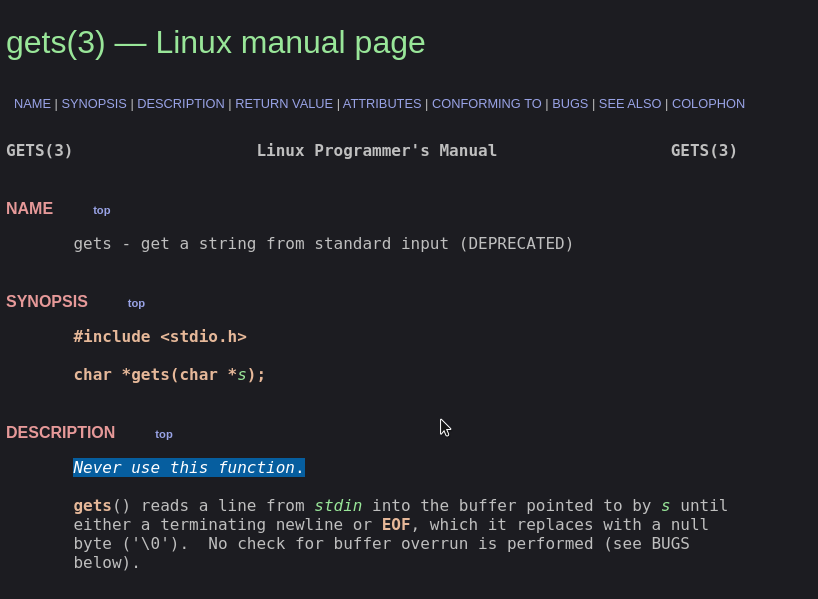 gets(3) — Linux manual page
NAME | SYNOPSIS | DESCRIPTION | RETURN VALUE | ATTRIBUTES | CONFORMING TO | BUGS | SEE ALSO | COLOPHON
GETS(3) Linux Programmer's Manual GETS(3)
NAME top
gets - get a string from standard input (DEPRECATED)
SYNOPSIS top
#include <stdio.h>
char *gets(char *s);
DESCRIPTION top
Never use this function.
gets() reads a line from stdin into the buffer pointed to by s until
either a terminating newline or EOF, which it replaces with a null
byte ('\0').  No check for buffer overrun is performed (see BUGS
below).